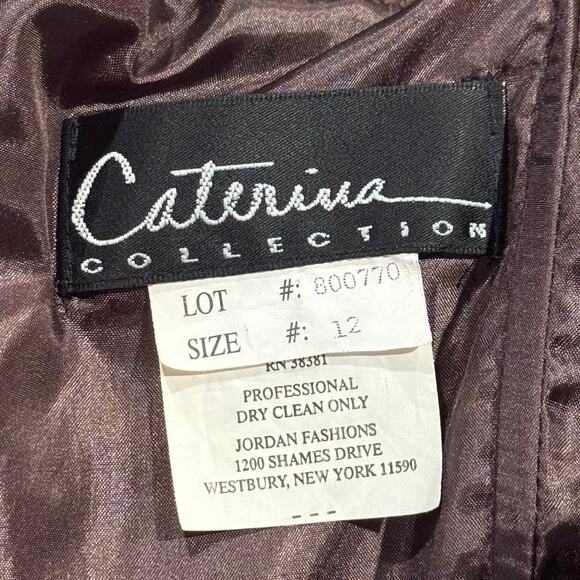 Caterina
COLLECTION
LOT #: 800770
SIZE #: 12
RN 38381
PROFESSIONAL
DRY CLEAN ONLY
JORDAN FASHIONS
1200 SHAMES DRIVE
WESTBURY, NEW YORK 11590
---